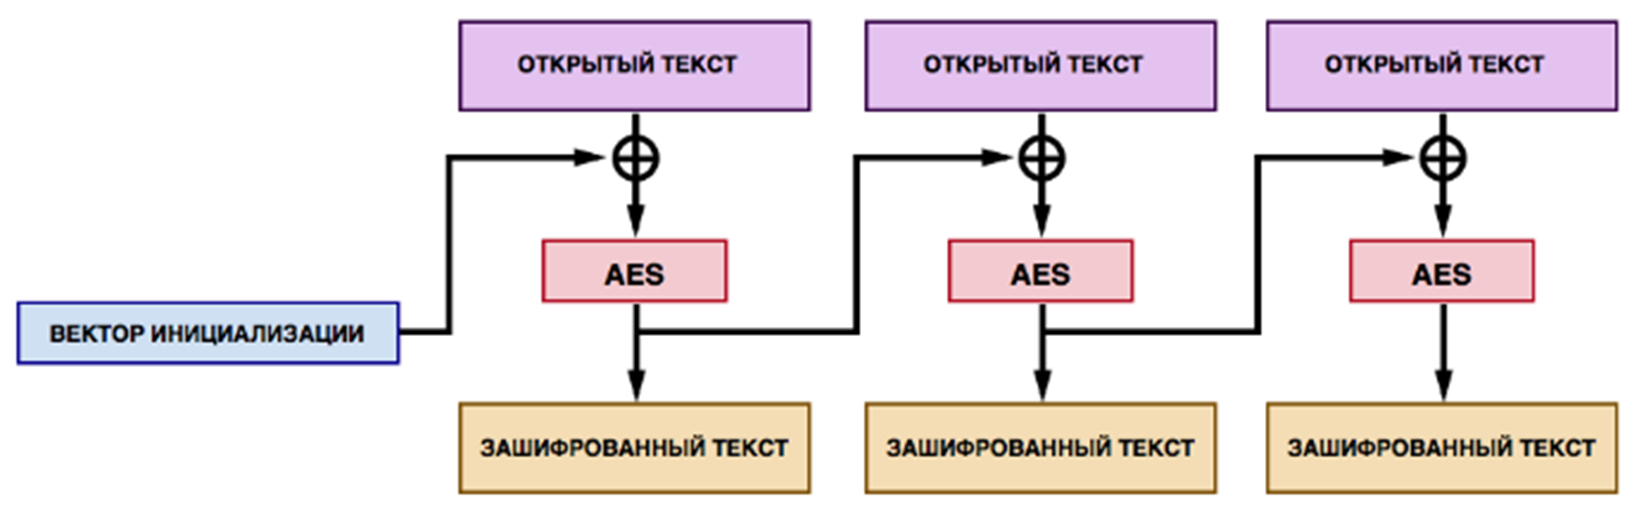 ОТКРЫТЫЙ ТЕКСТ
ОТКРЫТЫЙ ТЕКСТ
ОТКРЫТЫЙ ТЕКСТ
AES
AES
AES
ВЕКТОР ИНИЦИАЛИЗАЦИИ
ЗАШИФРОВАННЫЙ ТЕКСТ
ЗАШИФРОВАННЫЙ ТЕКСТ
ЗАШИФРОВАННЫЙ ТЕКСТ